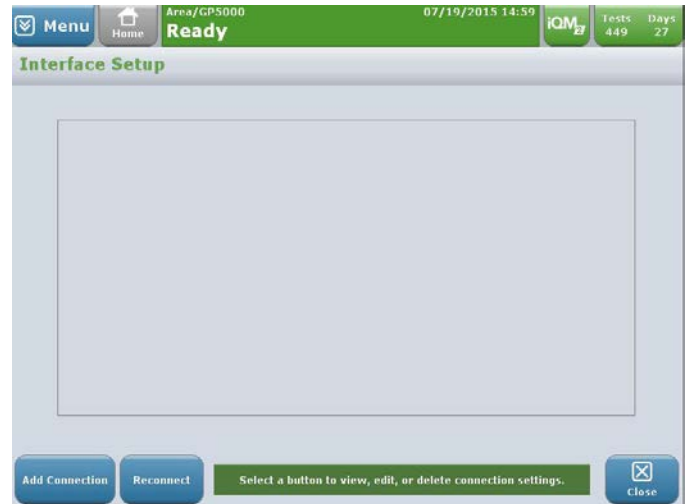 Menu
Home
Area/GP5000 07/19/2015 14:59
Ready
iQM2
Tests Days
449 27
Interface Setup
Add Connection
Reconnect
Select a button to view, edit, or delete connection settings.
Close